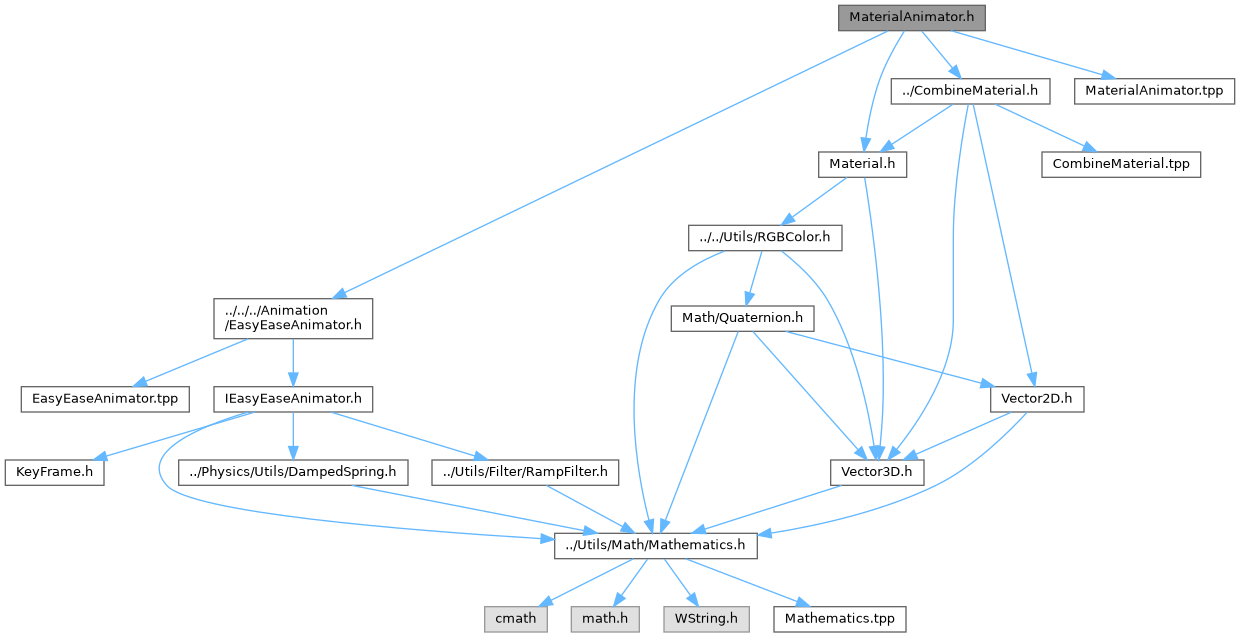 MaterialAnimator.h
../CombineMaterial.h
MaterialAnimator.tpp
Material.h
CombineMaterial.tpp
../../Utils/RGBColor.h
../../../Animation
/EasyEaseAnimator.h
Math/Quaternion.h
EasyEaseAnimator.tpp
IEasyEaseAnimator.h
Vector2D.h
KeyFrame.h
../Physics/Utils/DampedSpring.h
../Utils/Filter/RampFilter.h
Vector3D.h
../Utils/Math/Mathematics.h
cmath
math.h
WString.h
Mathematics.tpp